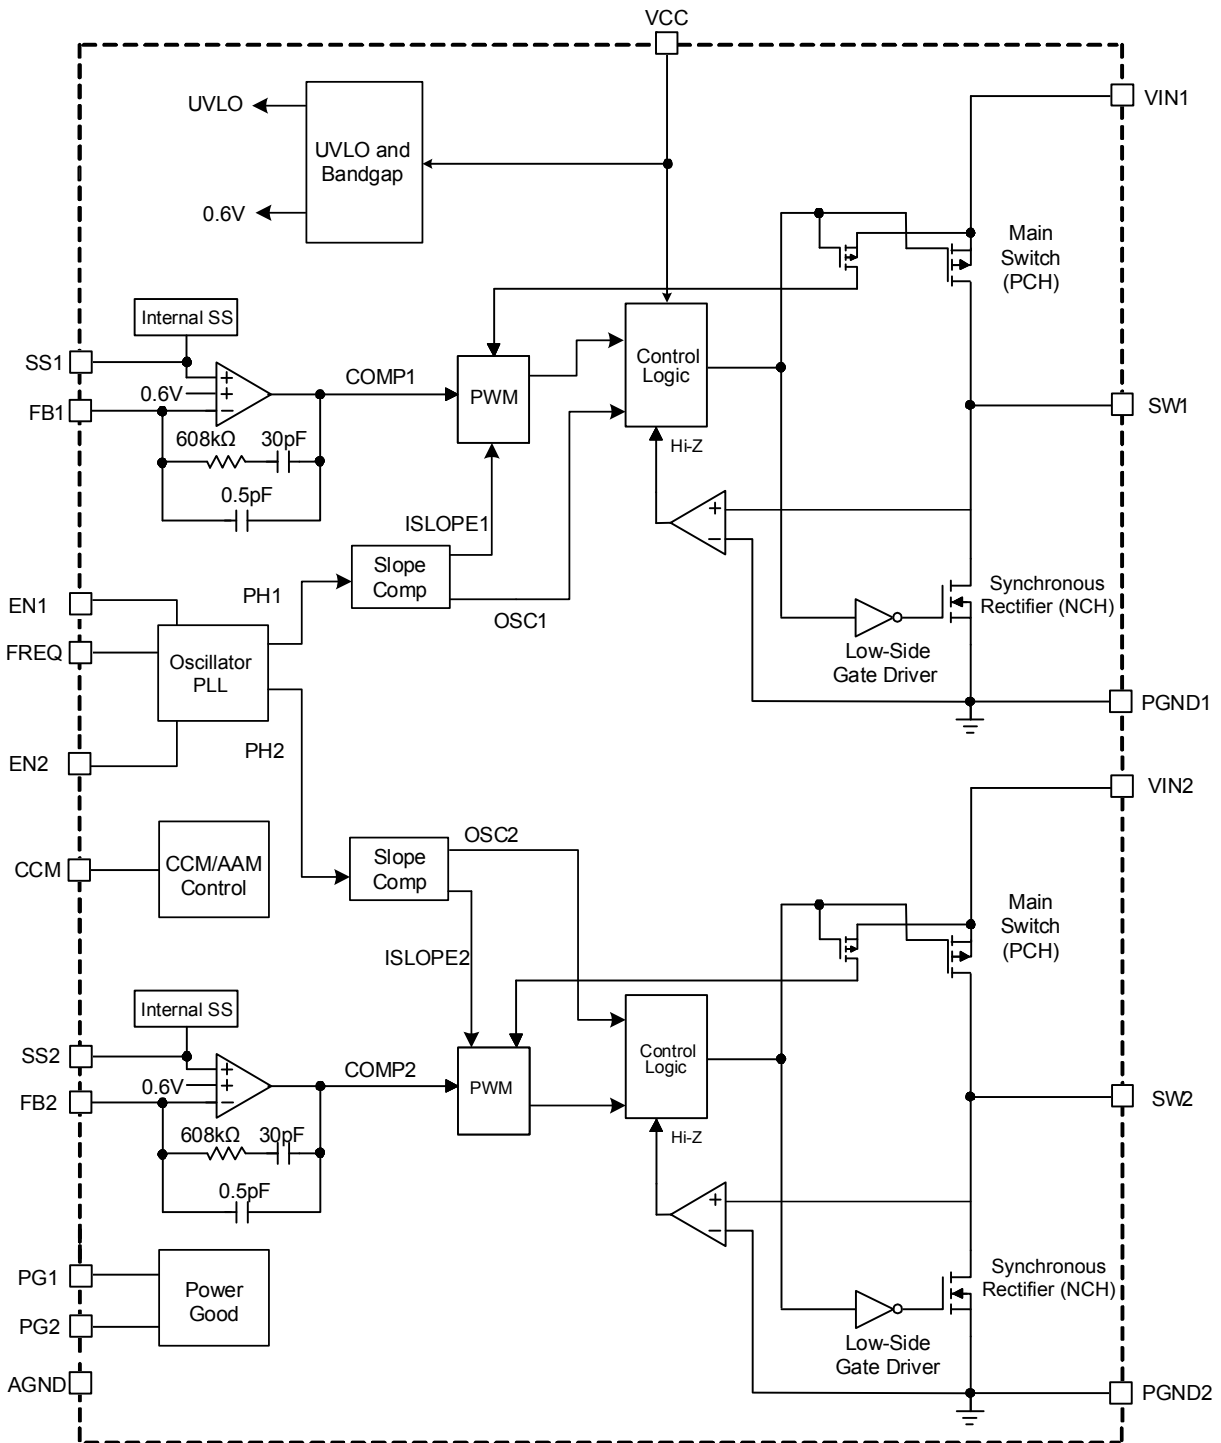 VCC
VIN1
UVLO
UVLO and
Bandgap
0.6V
Main
Switch
(PCH)
Internal SS
SS1
0.6V
FB1
COMP1
PWM
Control
Logic
SW1
608kΩ
30pF
0.5pF
Hi-Z
ISLOPE1
Slope
Comp
PH1
OSC1
EN1
FREQ
Oscillator
PLL
EN2
Synchronous
Rectifier (NCH)
Low-Side
Gate Driver
PGND1
PH2
VIN2
CCM
CCM/AAM
Control
Slope
Comp
OSC2
ISLOPE2
Main
Switch
(PCH)
Internal SS
SS2
0.6V
FB2
COMP2
PWM
Control
Logic
SW2
608kΩ
30pF
0.5pF
Hi-Z
PG1
PG2
Power
Good
Synchronous
Rectifier (NCH)
Low-Side
Gate Driver
AGND
PGND2